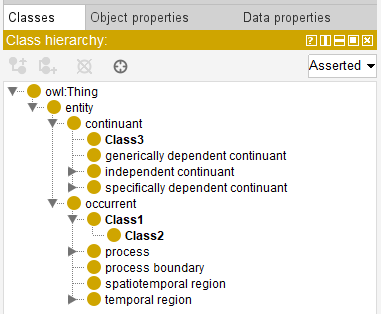 Classes Object properties Data properties
Class hierarchy:
Asserted
owl:Thing
entity
continuant
Class3
generically dependent continuant
independent continuant
specifically dependent continuant
occurrent
Class1
Class2
process
process boundary
spatiotemporal region
temporal region